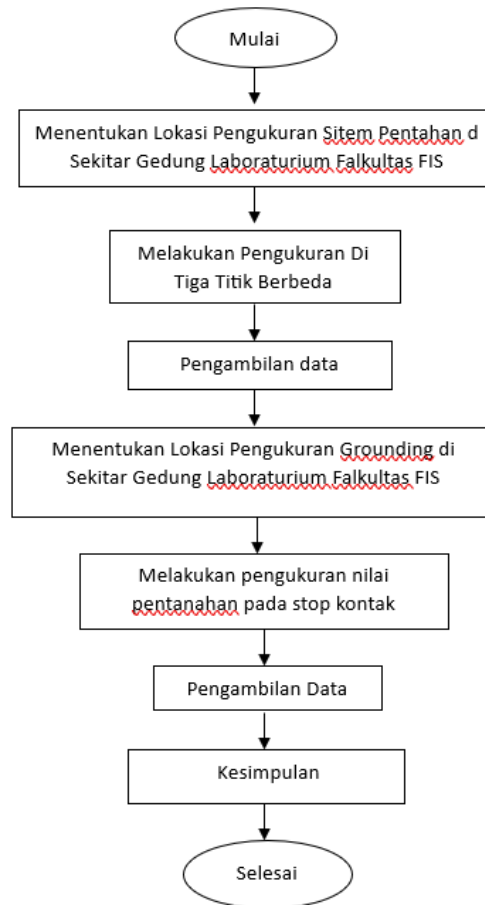 Mulai
Menentukan Lokasi Pengukuran Sitem Pentahan d
Sekitar Gedung Laboraturium Falkultas FIS
Melakukan Pengukuran Di
Tiga Titik Berbeda
Pengambilan data
Menentukan Lokasi Pengukuran Grounding di
Sekitar Gedung Laboraturium Falkultas FIS
Melakukan pengukuran nilai
pentanahan pada stop kontak
Pengambilan Data
Kesimpulan
Selesai